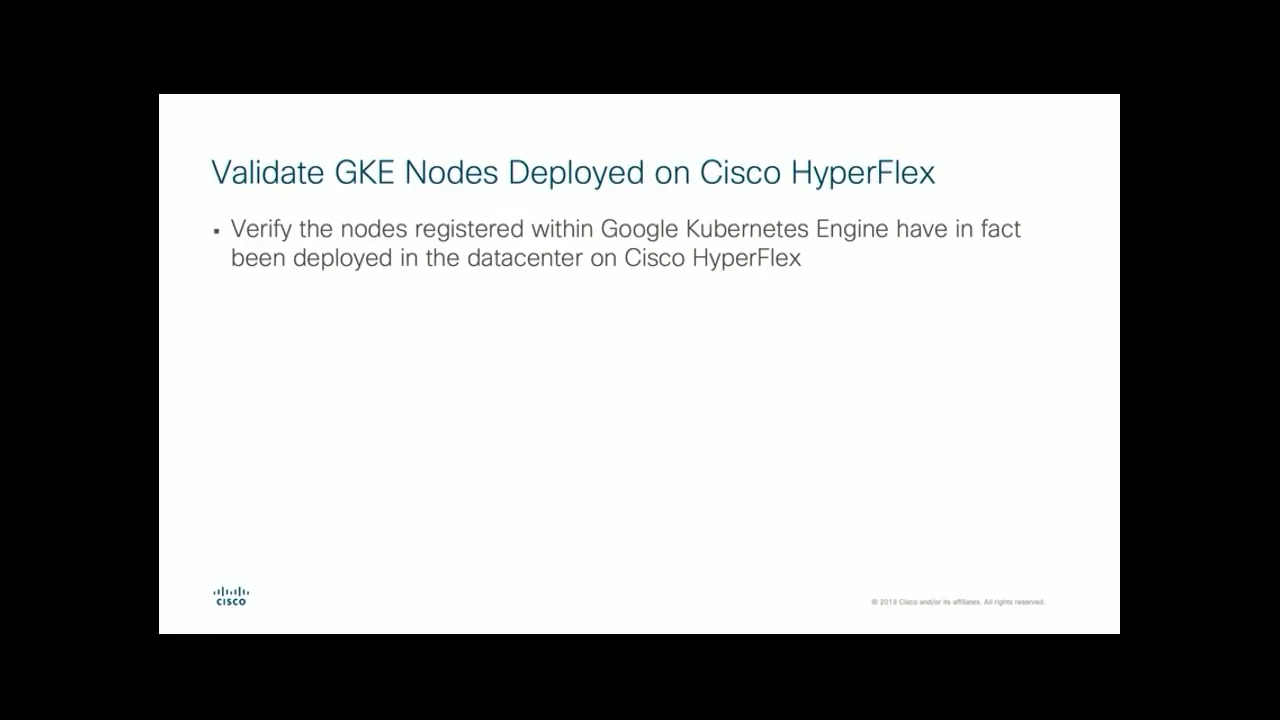 Validate GKE Nodes Deployed on Cisco HyperFlex
▪ Verify the nodes registered within Google Kubernetes Engine have in fact
been deployed in the datacenter on Cisco HyperFlex
CISCO
© 2019 Cisco and/or its affiliates. All rights reserved.